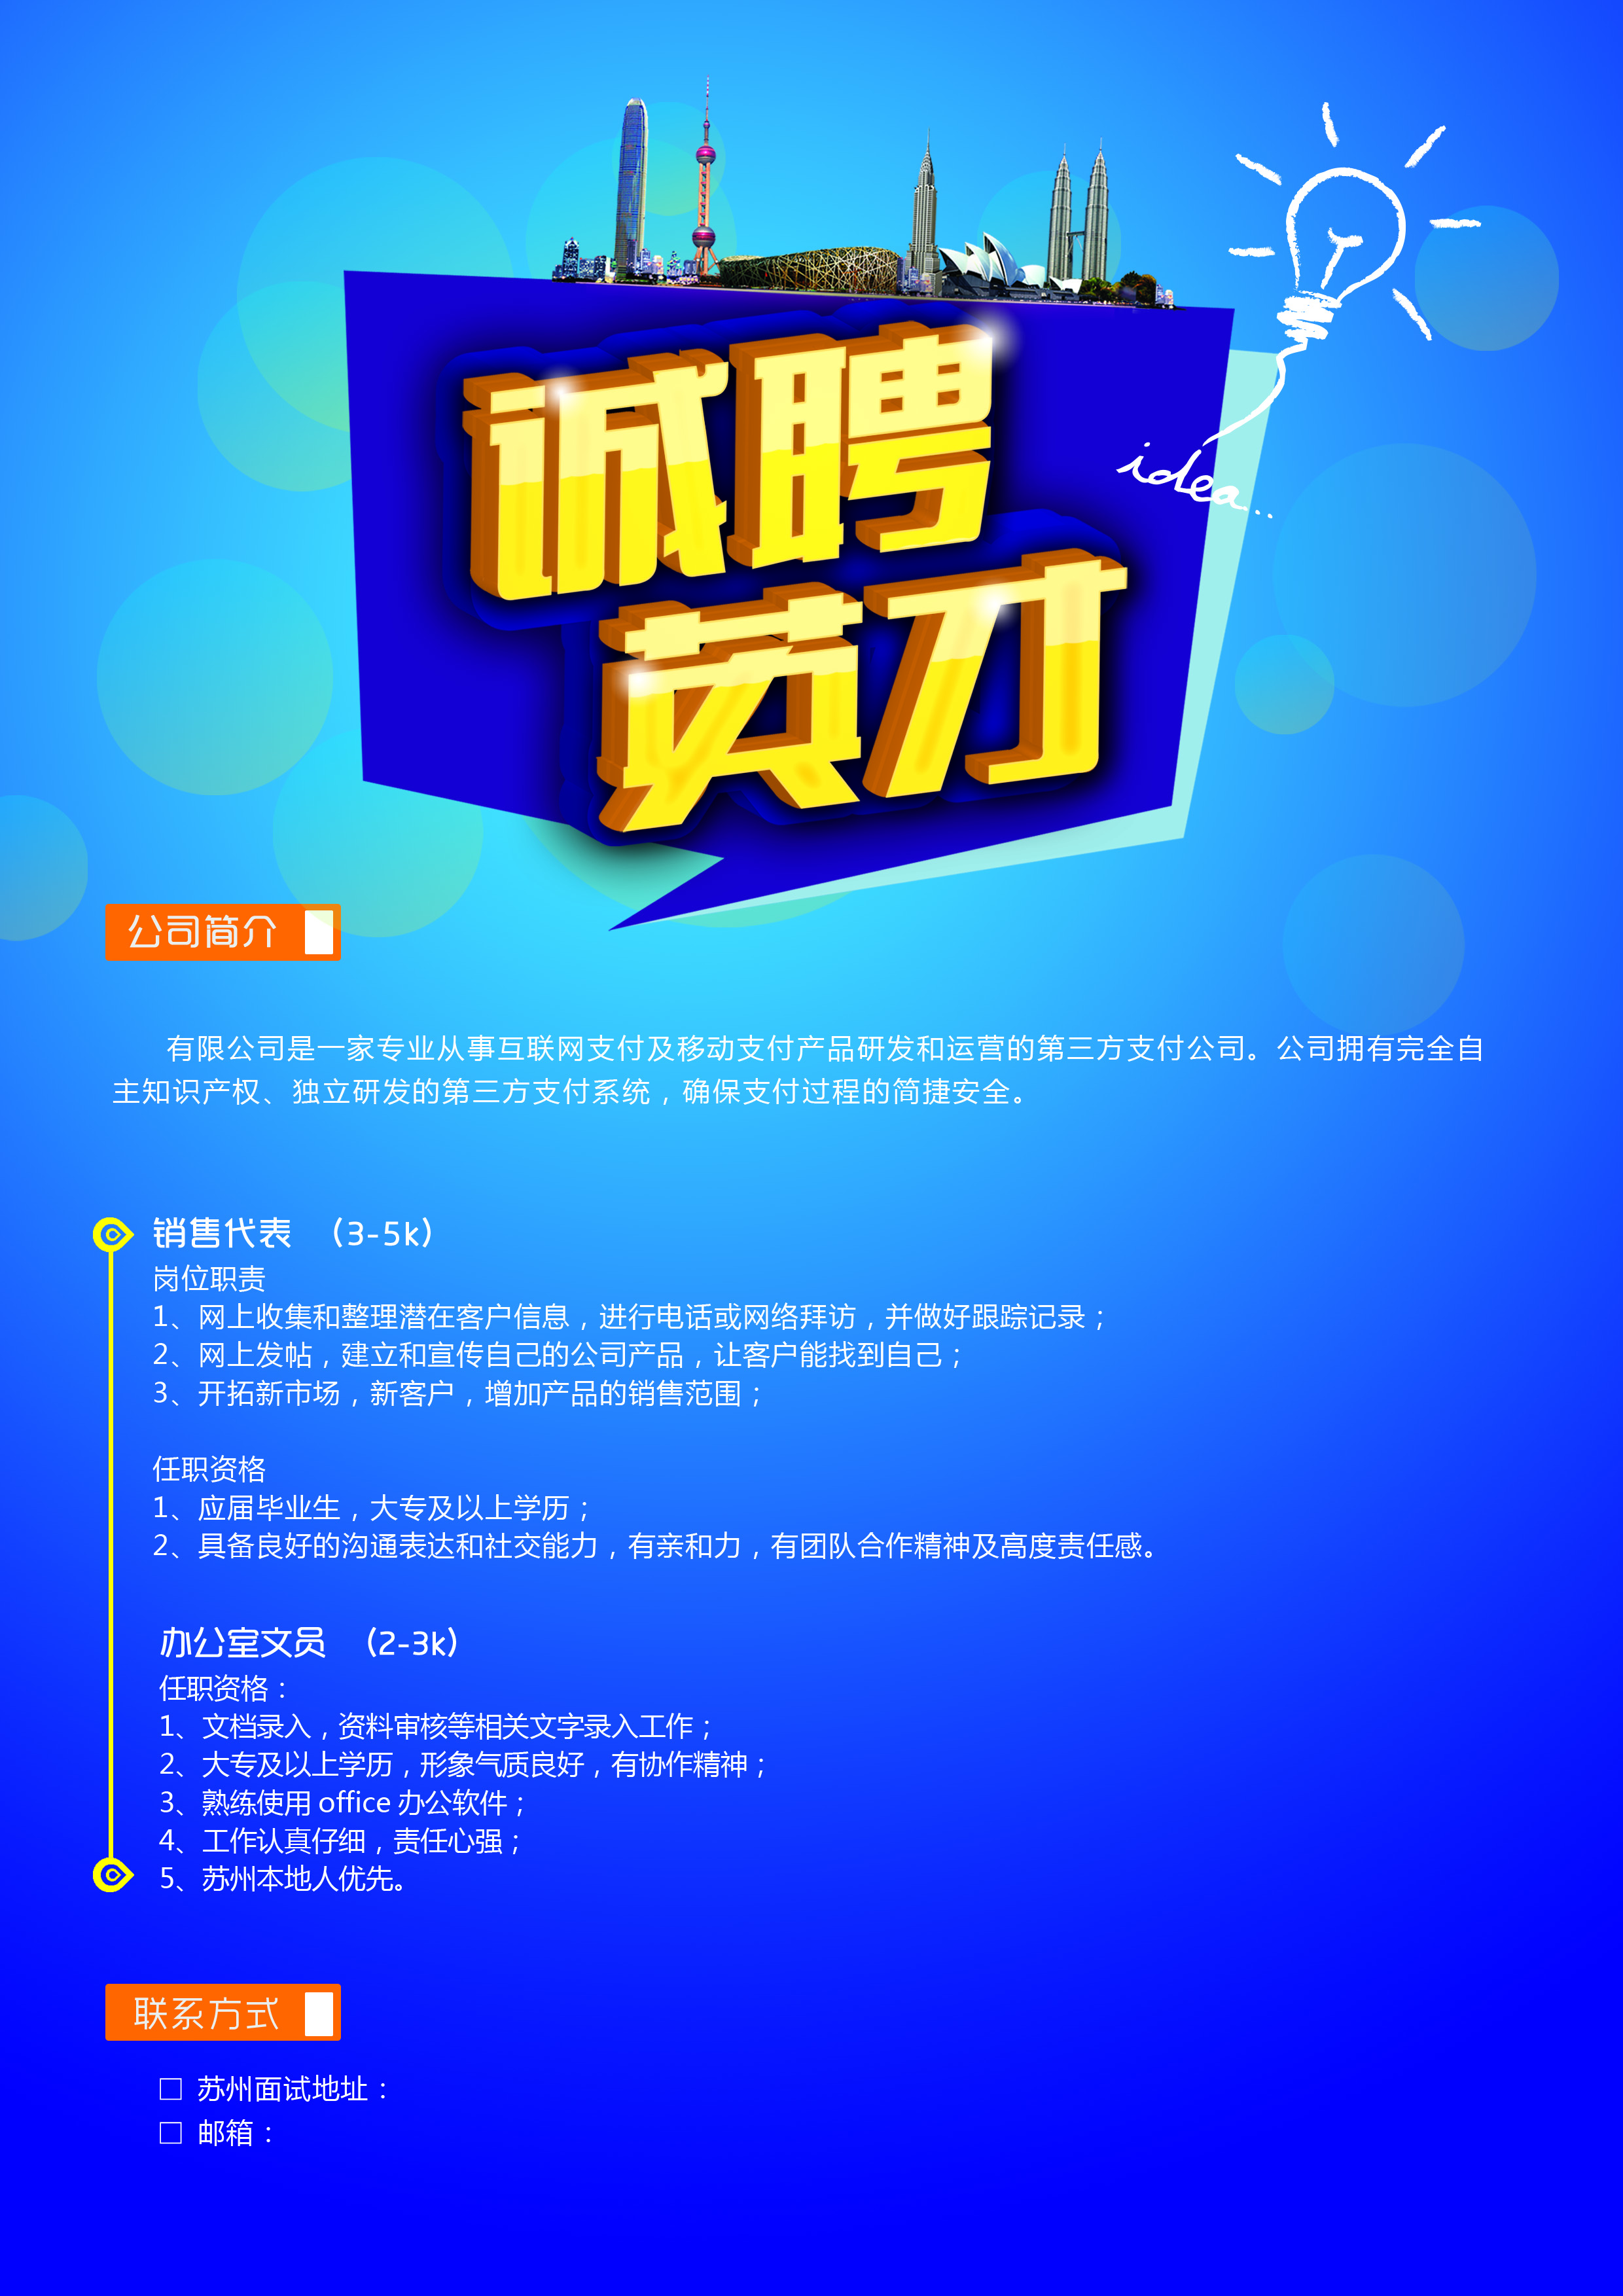 诚聘
英才
idea...
公司简介
有限公司是一家专业从事互联网支付及移动支付产品研发和运营的第三方支付公司。公司拥有完全自
主知识产权、独立研发的第三方支付系统，确保支付过程的简捷安全。
销售代表 （3-5k）
岗位职责
1、网上收集和整理潜在客户信息，进行电话或网络拜访，并做好跟踪记录；
2、网上发帖，建立和宣传自己的公司产品，让客户能找到自己；
3、开拓新市场，新客户，增加产品的销售范围；
任职资格
1、应届毕业生，大专及以上学历；
2、具备良好的沟通表达和社交能力，有亲和力，有团队合作精神及高度责任感。
办公室文员 （2-3k）
任职资格：
1、文档录入，资料审核等相关文字录入工作；
2、大专及以上学历，形象气质良好，有协作精神；
3、熟练使用 office 办公软件；
4、工作认真仔细，责任心强；
5、苏州本地人优先。
联系方式
□ 苏州面试地址：
□ 邮箱：